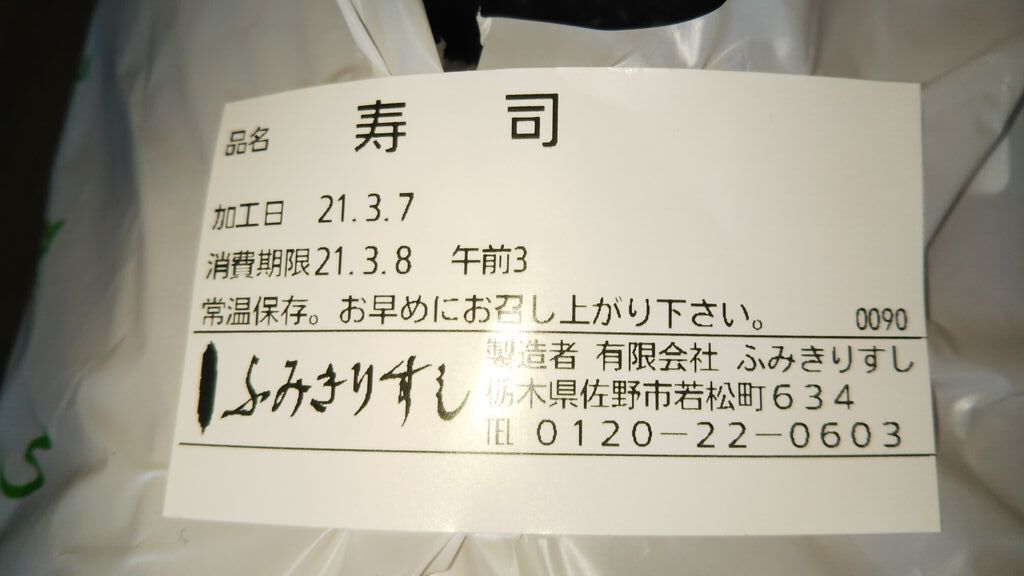 品名 寿司
加工日 21.3.7
消費期限21.3.8 午前3
常温保存。お早めにお召し上がり下さい。 0090
ふみきりすし
製造者 有限会社 ふみきりすし
栃木県佐野市若松町634
TEL 0120-22-0603